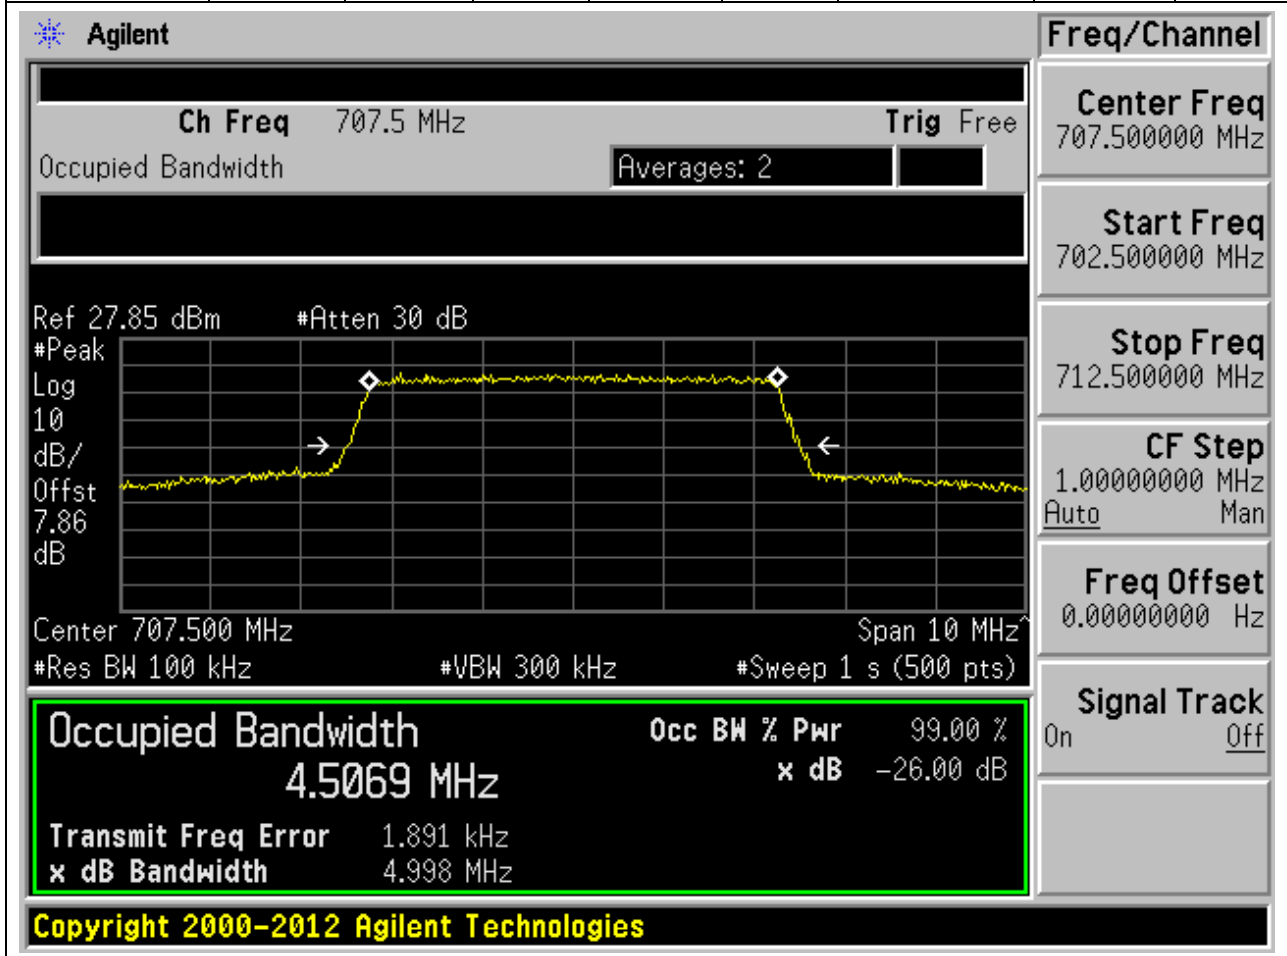 Agilent
Freq/Channel
Ch Freq 707.5 MHz Trig Free
Occupied Bandwidth Averages: 2
Center Freq
707.500000 MHz
Start Freq
702.500000 MHz
Stop Freq
712.500000 MHz
CF Step
1.00000000 MHz
Auto Man
Freq Offset
0.00000000 Hz
Signal Track
On Off
Ref 27.85 dBm #Atten 30 dB
#Peak
Log
10
dB/
Offst
7.86
dB
Center 707.500 MHz Span 10 MHz^
#Res BW 100 kHz #VBW 300 kHz #Sweep 1 s (500 pts)
Occupied Bandwidth Occ BW % Pwr 99.00 %
4.5069 MHz x dB -26.00 dB
Transmit Freq Error 1.891 kHz
x dB Bandwidth 4.998 MHz
Copyright 2000-2012 Agilent Technologies